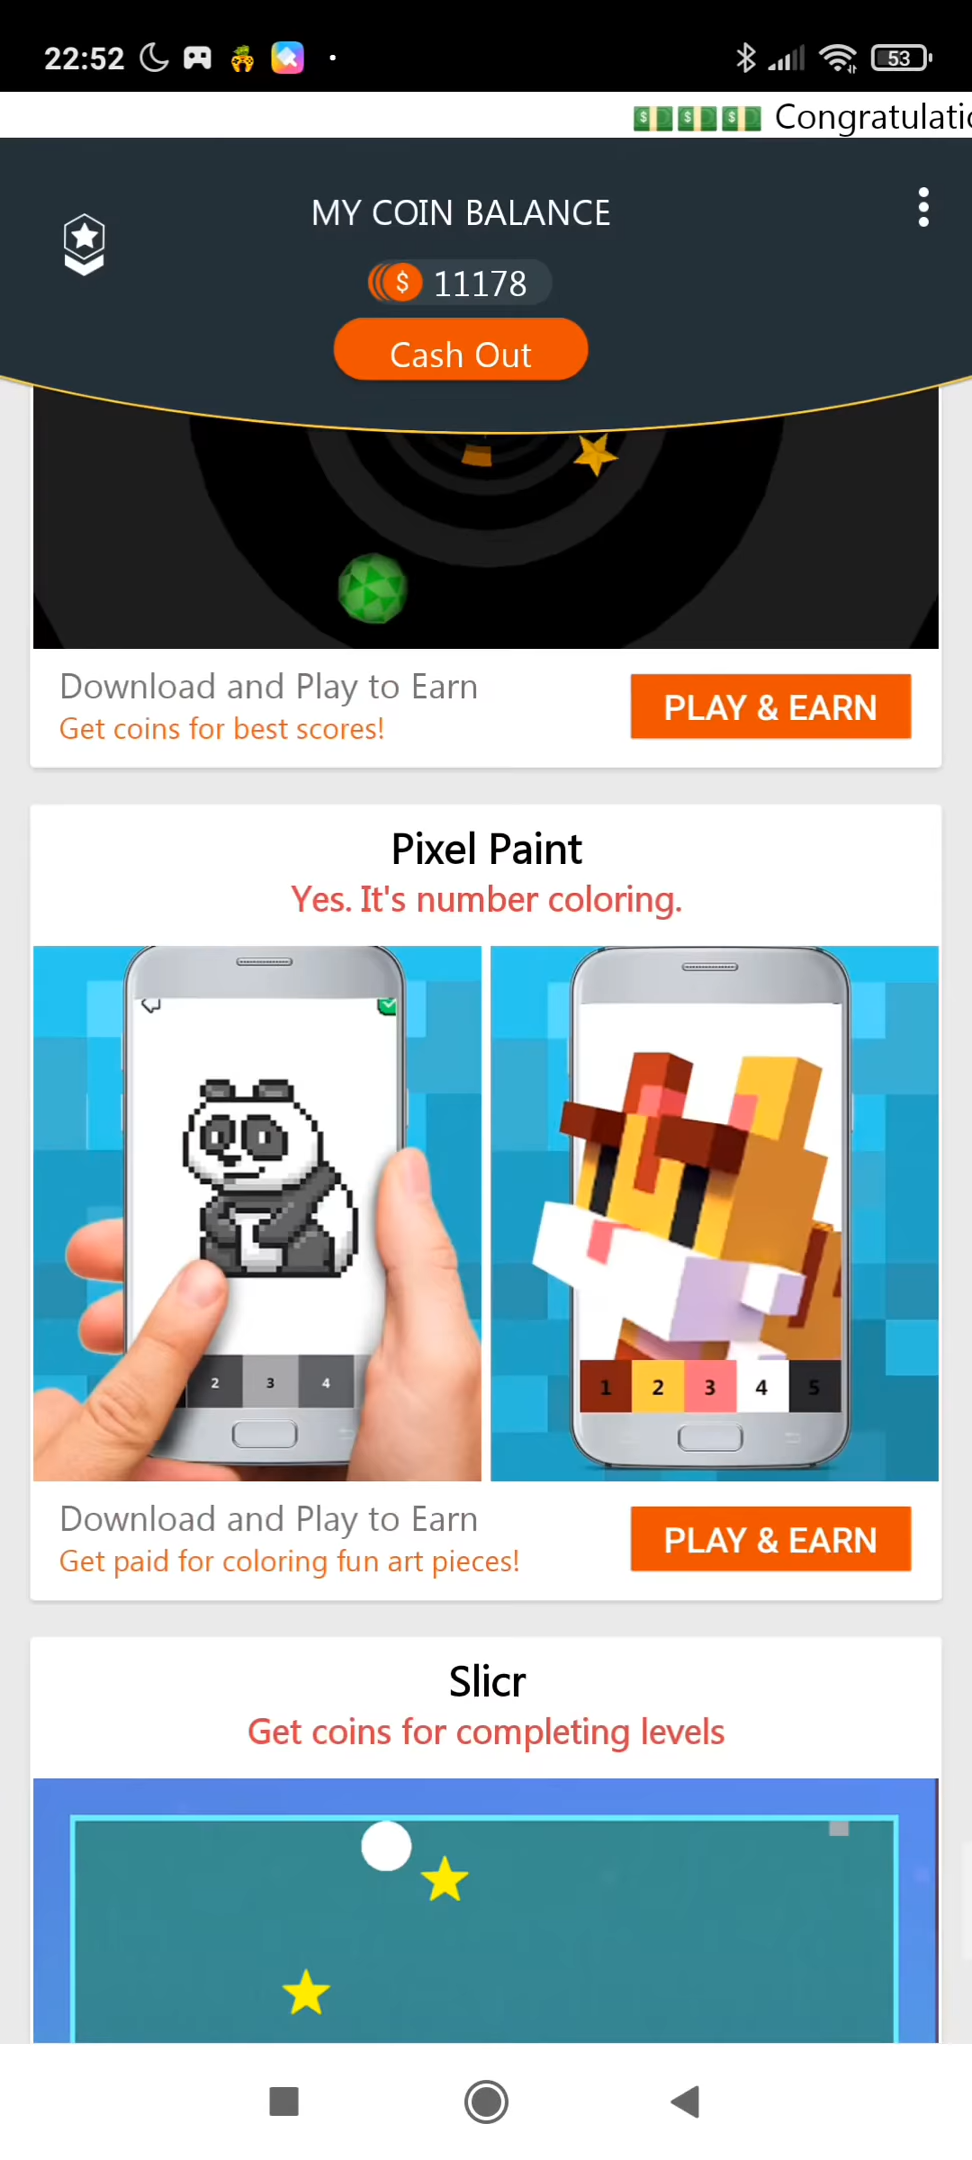 22:52
53
Congratulatic
MY COIN BALANCE
$ 11178
Cash Out
Download and Play to Earn
Get coins for best scores!
PLAY & EARN
Pixel Paint
Yes. It's number coloring.
2 3 4
1 2 3 4 5
Download and Play to Earn
Get paid for coloring fun art pieces!
PLAY & EARN
Slicr
Get coins for completing levels